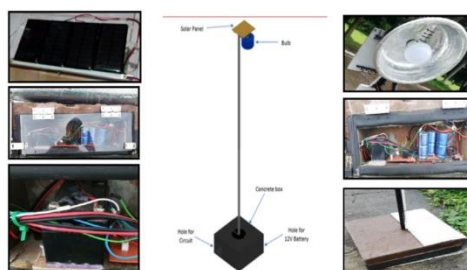 Solar Panel
Bulb
Concrete box
Hole for
Circuit
Hole for
12V Battery